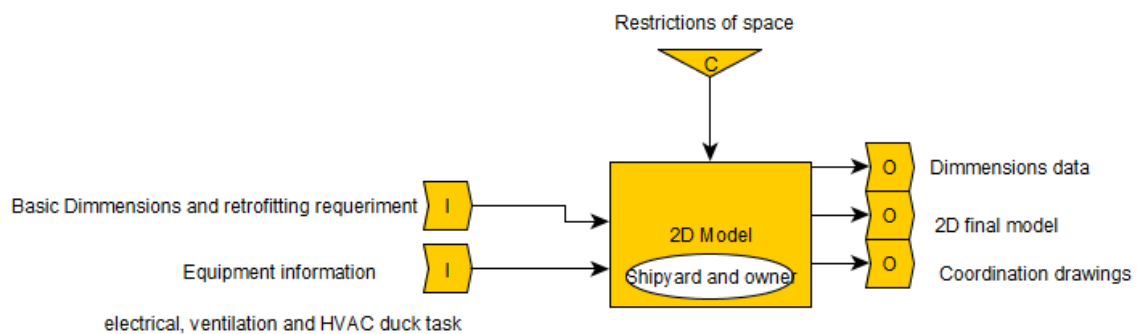 Restrictions of space
C
Basic Dimmensions and retrofitting requeriment
I
Equipment information
I
electrical, ventilation and HVAC duck task
2D Model
Shipyard and owner
O
Dimmensions data
O
2D final model
O
Coordination drawings